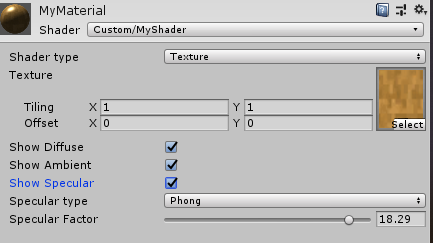 MyMaterial
Shader Custom/MyShader
Shader type Texture
Texture
Tiling X 1 Y 1
Offset X 0 Y 0
Select
Show Diffuse
Show Ambient
Show Specular
Specular type Phong
Specular Factor 18.29